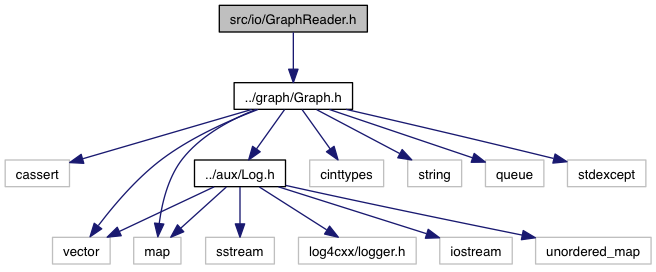 src/io/GraphReader.h
../graph/Graph.h
cassert
../aux/Log.h
cinttypes
string
queue
stdexcept
vector
map
sstream
log4cxx/logger.h
iostream
unordered_map